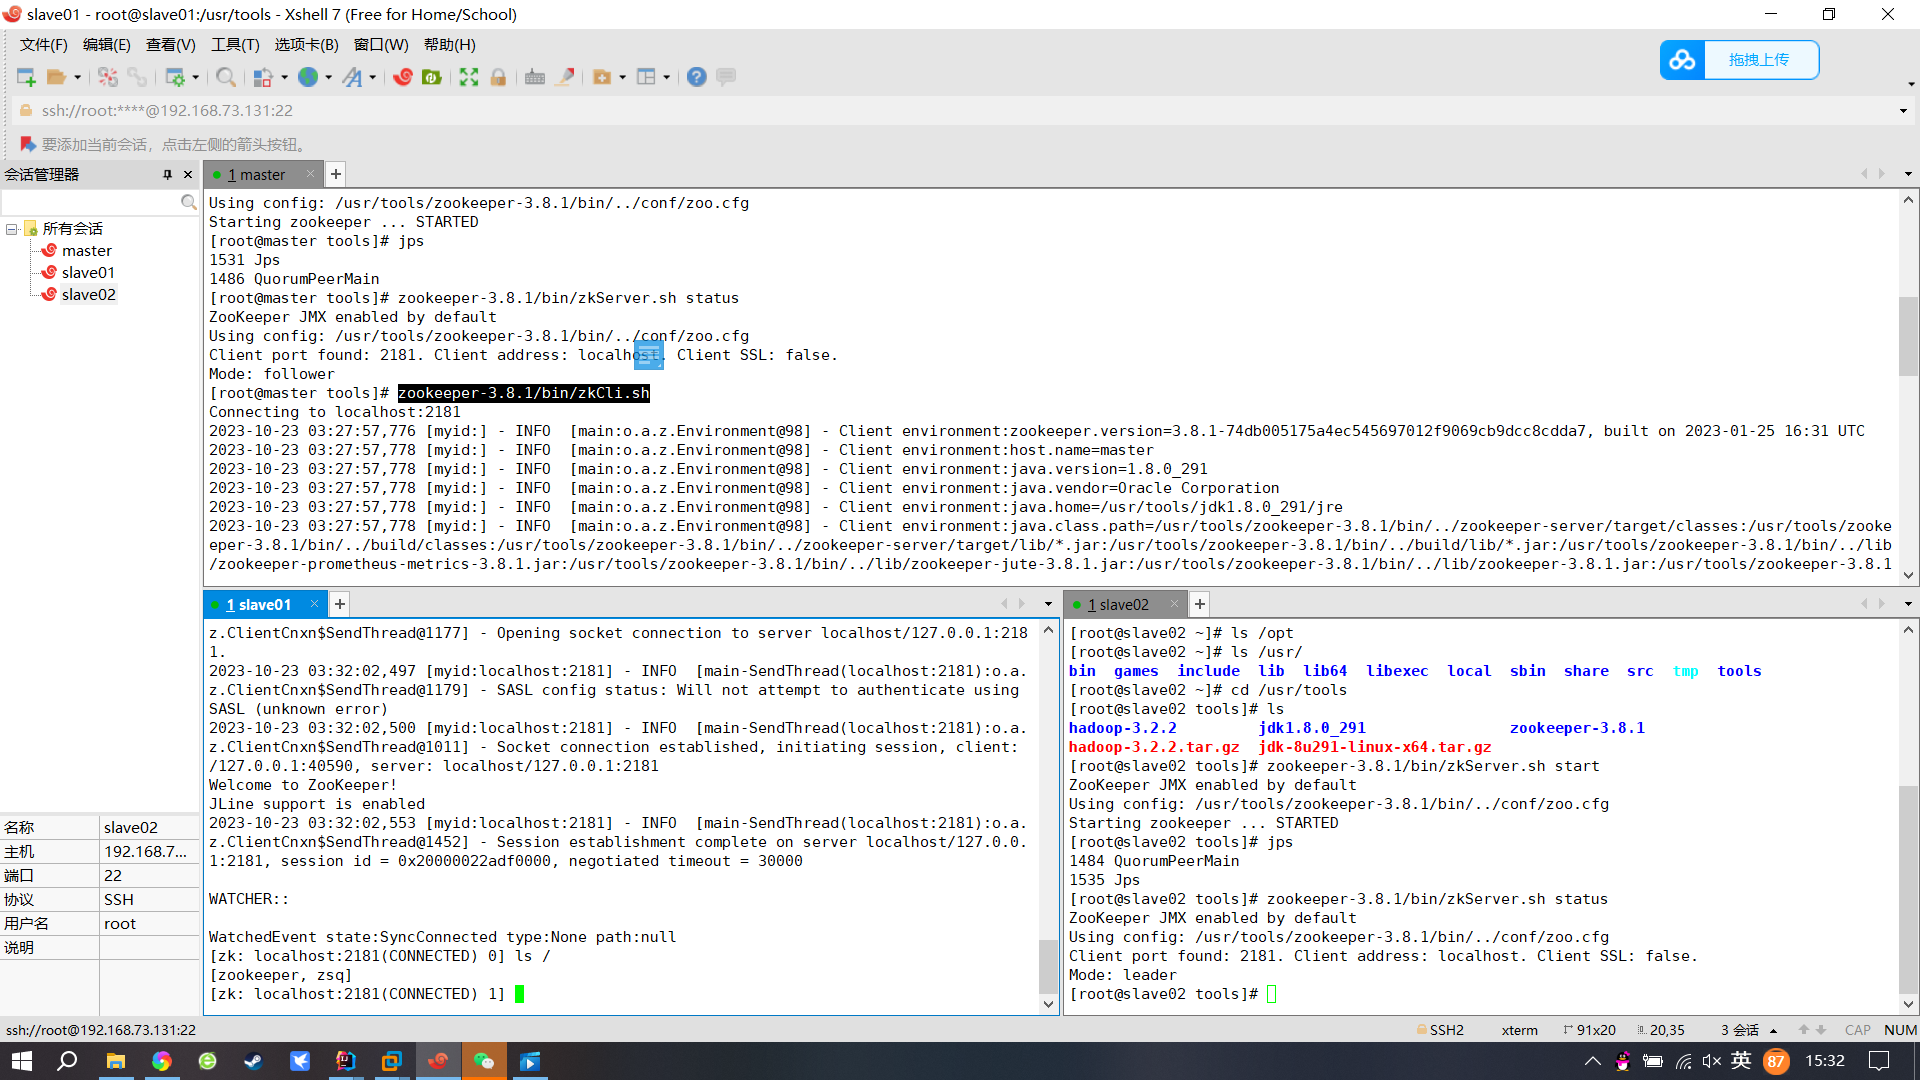 slave01 - root@slave01:/usr/tools - Xshell 7 (Free for Home/School)
文件(F) 编辑(E) 查看(V) 工具(T) 选项卡(B) 窗口(W) 帮助(H)
拖拽上传
ssh://root:****@192.168.73.131:22
要添加当前会话，点击左侧的箭头按钮。
会话管理器
所有会话
master
slave01
slave02
名称 slave02
主机 192.168.7...
端口 22
协议 SSH
用户名 root
说明
1 master
Using config: /usr/tools/zookeeper-3.8.1/bin/../conf/zoo.cfg
Starting zookeeper ... STARTED
[root@master tools]# jps
1531 Jps
1486 QuorumPeerMain
[root@master tools]# zookeeper-3.8.1/bin/zkServer.sh status
ZooKeeper JMX enabled by default
Using config: /usr/tools/zookeeper-3.8.1/bin/../conf/zoo.cfg
Client port found: 2181. Client address: localhost. Client SSL: false.
Mode: follower
[root@master tools]# zookeeper-3.8.1/bin/zkCli.sh
Connecting to localhost:2181
2023-10-23 03:27:57,776 [myid:] - INFO  [main:o.a.z.Environment@98] - Client environment:zookeeper.version=3.8.1-74db005175a4ec545697012f9069cb9dcc8cdda7, built on 2023-01-25 16:31 UTC
2023-10-23 03:27:57,778 [myid:] - INFO  [main:o.a.z.Environment@98] - Client environment:host.name=master
2023-10-23 03:27:57,778 [myid:] - INFO  [main:o.a.z.Environment@98] - Client environment:java.version=1.8.0_291
2023-10-23 03:27:57,778 [myid:] - INFO  [main:o.a.z.Environment@98] - Client environment:java.vendor=Oracle Corporation
2023-10-23 03:27:57,778 [myid:] - INFO  [main:o.a.z.Environment@98] - Client environment:java.home=/usr/tools/jdk1.8.0_291/jre
2023-10-23 03:27:57,778 [myid:] - INFO  [main:o.a.z.Environment@98] - Client environment:java.class.path=/usr/tools/zookeeper-3.8.1/bin/../zookeeper-server/target/classes:/usr/tools/zooke
eper-3.8.1/bin/../build/classes:/usr/tools/zookeeper-3.8.1/bin/../zookeeper-server/target/lib/*.jar:/usr/tools/zookeeper-3.8.1/bin/../build/lib/*.jar:/usr/tools/zookeeper-3.8.1/bin/../lib
/zookeeper-prometheus-metrics-3.8.1.jar:/usr/tools/zookeeper-3.8.1/bin/../lib/zookeeper-jute-3.8.1.jar:/usr/tools/zookeeper-3.8.1/bin/../lib/zookeeper-3.8.1.jar:/usr/tools/zookeeper-3.8.1
1 slave01
z.ClientCnxn$SendThread@1177] - Opening socket connection to server localhost/127.0.0.1:218
1.
2023-10-23 03:32:02,497 [myid:localhost:2181] - INFO  [main-SendThread(localhost:2181):o.a.
z.ClientCnxn$SendThread@1179] - SASL config status: Will not attempt to authenticate using
SASL (unknown error)
2023-10-23 03:32:02,500 [myid:localhost:2181] - INFO  [main-SendThread(localhost:2181):o.a.
z.ClientCnxn$SendThread@1011] - Socket connection established, initiating session, client:
/127.0.0.1:40590, server: localhost/127.0.0.1:2181
Welcome to ZooKeeper!
JLine support is enabled
2023-10-23 03:32:02,553 [myid:localhost:2181] - INFO  [main-SendThread(localhost:2181):o.a.
z.ClientCnxn$SendThread@1452] - Session establishment complete on server localhost/127.0.0.
1:2181, session id = 0x20000022adf0000, negotiated timeout = 30000
WATCHER::
WatchedEvent state:SyncConnected type:None path:null
[zk: localhost:2181(CONNECTED) 0] ls /
[zookeeper, zsq]
[zk: localhost:2181(CONNECTED) 1]
1 slave02
[root@slave02 ~]# ls /opt
[root@slave02 ~]# ls /usr/
bin  games  include  lib  lib64  libexec  local  sbin  share  src  tmp  tools
[root@slave02 ~]# cd /usr/tools
[root@slave02 tools]# ls
hadoop-3.2.2 jdk1.8.0_291 zookeeper-3.8.1
hadoop-3.2.2.tar.gz jdk-8u291-linux-x64.tar.gz
[root@slave02 tools]# zookeeper-3.8.1/bin/zkServer.sh start
ZooKeeper JMX enabled by default
Using config: /usr/tools/zookeeper-3.8.1/bin/../conf/zoo.cfg
Starting zookeeper ... STARTED
[root@slave02 tools]# jps
1484 QuorumPeerMain
1535 Jps
[root@slave02 tools]# zookeeper-3.8.1/bin/zkServer.sh status
ZooKeeper JMX enabled by default
Using config: /usr/tools/zookeeper-3.8.1/bin/../conf/zoo.cfg
Client port found: 2181. Client address: localhost. Client SSL: false.
Mode: leader
[root@slave02 tools]#
ssh://root@192.168.73.131:22 SSH2 xterm 91x20 20,35 3 会话 CAP NUM
英 87 15:32